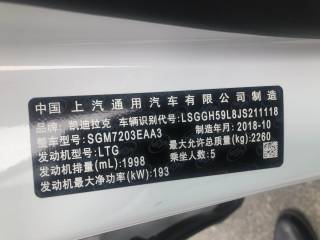 中国 上汽通用汽车有限公司制造
品牌：凯迪拉克 车辆识别代号：LSGGH59L8JS211118
整车型号：SGM7203EAA3 制造年月：2018-10
发动机型号：LTG 最大允许总质量(kg)：2260
发动机排量(mL)：1998 乘坐人数：5
发动机最大净功率(kW)：193